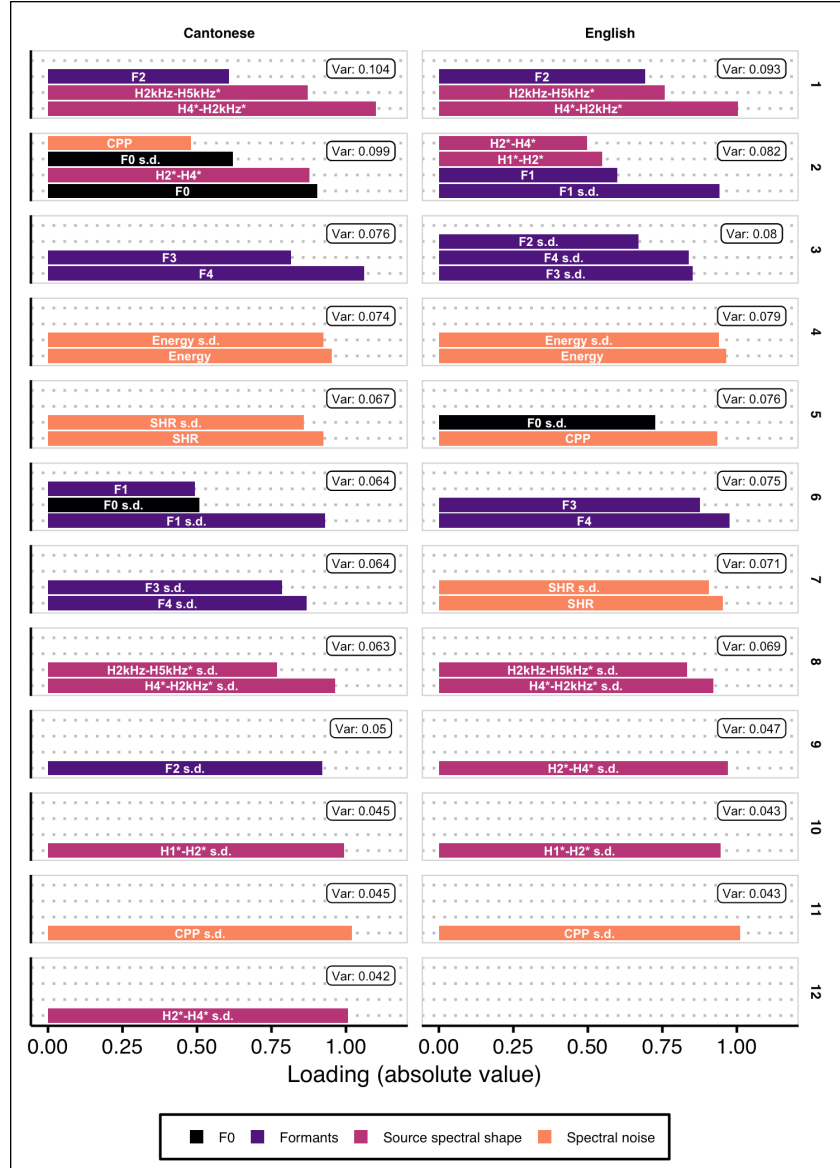 Cantonese English
Var: 0.104
F2
H2kHz-H5kHz*
H4*-H2kHz*
Var: 0.093
F2
H2kHz-H5kHz*
H4*-H2kHz*
1
Var: 0.099
CPP
F0 s.d.
H2*-H4*
F0
Var: 0.082
H2*-H4*
H1*-H2*
F1
F1 s.d.
2
Var: 0.076
F3
F4
Var: 0.08
F2 s.d.
F4 s.d.
F3 s.d.
3
Var: 0.074
Energy s.d.
Energy
Var: 0.079
Energy s.d.
Energy
4
Var: 0.067
SHR s.d.
SHR
Var: 0.076
F0 s.d.
CPP
5
Var: 0.064
F1
F0 s.d.
F1 s.d.
Var: 0.075
F3
F4
6
Var: 0.064
F3 s.d.
F4 s.d.
Var: 0.071
SHR s.d.
SHR
7
Var: 0.063
H2kHz-H5kHz* s.d.
H4*-H2kHz* s.d.
Var: 0.069
H2kHz-H5kHz* s.d.
H4*-H2kHz* s.d.
8
Var: 0.05
F2 s.d.
Var: 0.047
H2*-H4* s.d.
9
Var: 0.045
H1*-H2* s.d.
Var: 0.043
H1*-H2* s.d.
10
Var: 0.045
CPP s.d.
Var: 0.043
CPP s.d.
11
Var: 0.042
H2*-H4* s.d.
12
0.00 0.25 0.50 0.75 1.00 0.00 0.25 0.50 0.75 1.00
Loading (absolute value)
F0 Formants Source spectral shape Spectral noise